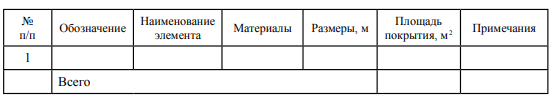 № п/п Обозначение Наименование элемента Материалы Размеры, м Площадь покрытия, м² Примечания
1
Всего